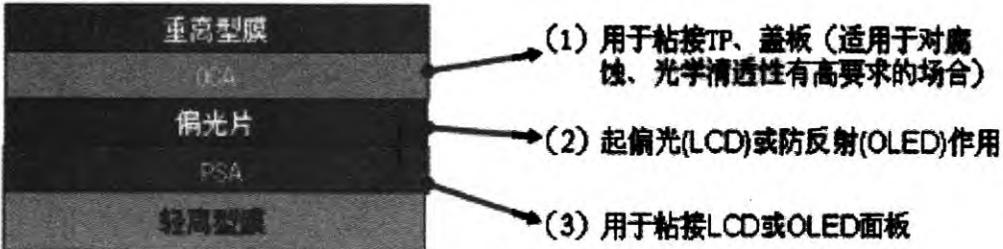 重离型膜
OCA
偏光片
PSA
轻离型膜
(1) 用于粘接TP、盖板（适用于对腐
蚀、光学清透性有高要求的场合）
(2) 起偏光(LCD)或防反射(OLED)作用
(3) 用于粘接LCD或OLED面板